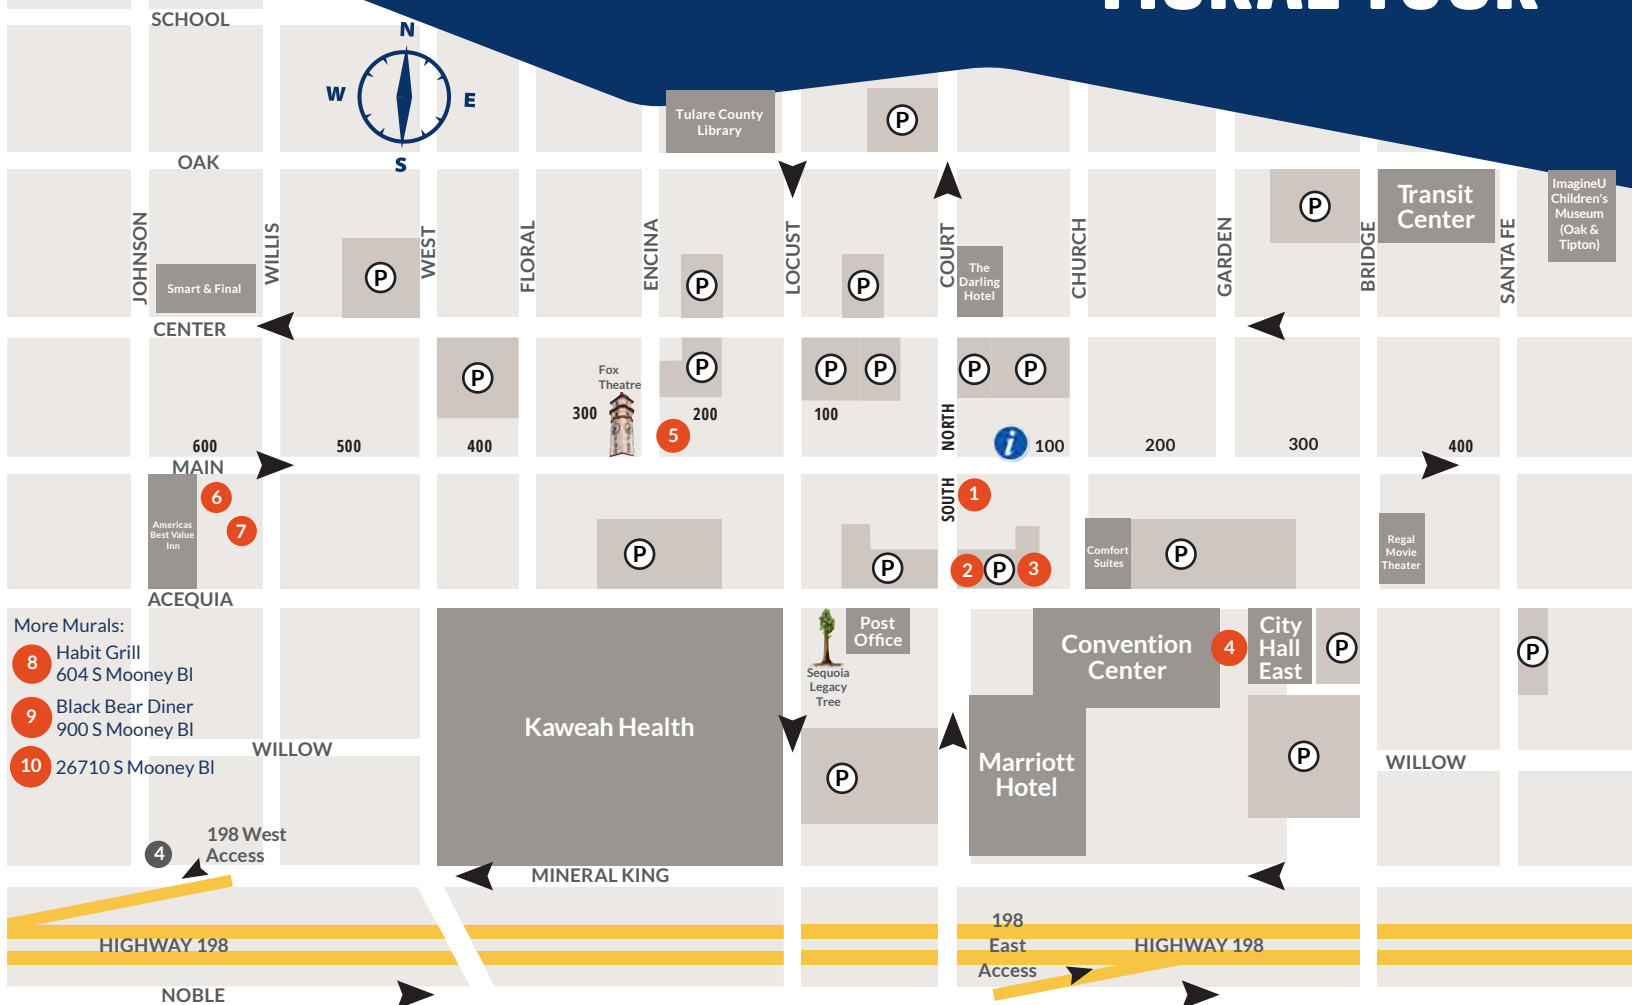 MURAL TOUR
SCHOOL
N
W
E
S
Tulare County
Library
P
OAK
JOHNSON
WILLIS
WEST
FLORAL
ENCINA
LOCUST
COURT
CHURCH
GARDEN
BRIDGE
SANTA FE
P
Transit
Center
ImagineU
Children's
Museum
(Oak &
Tipton)
Smart & Final
P
P
P
The
Darling
Hotel
CENTER
P
Fox
Theatre
P
P
P
P
P
600
500
400
300
200
100
NORTH
i
100
200
300
400
5
MAIN
6
7
Americas
Best Value
Inn
SOUTH
1
P
P
2
P
3
Comfort
Suites
P
Regal
Movie
Theater
ACEQUIA
More Murals:
8
Habit Grill
604 S Mooney Bl
9
Black Bear Diner
900 S Mooney Bl
10
26710 S Mooney Bl
WILLOW
Kaweah Health
Sequoia
Legacy
Tree
Post
Office
P
Convention
Center
4
City
Hall
East
P
P
Marriott
Hotel
P
WILLOW
4
198 West
Access
MINERAL KING
HIGHWAY 198
198
East
Access
HIGHWAY 198
NOBLE